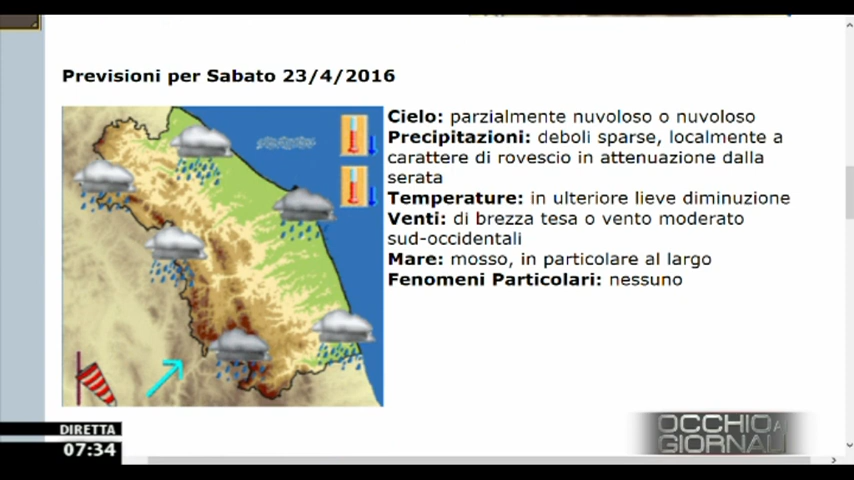 Previsioni per Sabato 23/4/2016
Cielo: parzialmente nuvoloso o nuvoloso
Precipitazioni: deboli sparse, localmente a
carattere di rovescio in attenuazione dalla
serata
Temperature: in ulteriore lieve diminuzione
Venti: di brezza tesa o vento moderato
sud-occidentali
Mare: mosso, in particolare al largo
Fenomeni Particolari: nessuno
DIRETTA
07:34
OCCHIO AI
GIORNALI